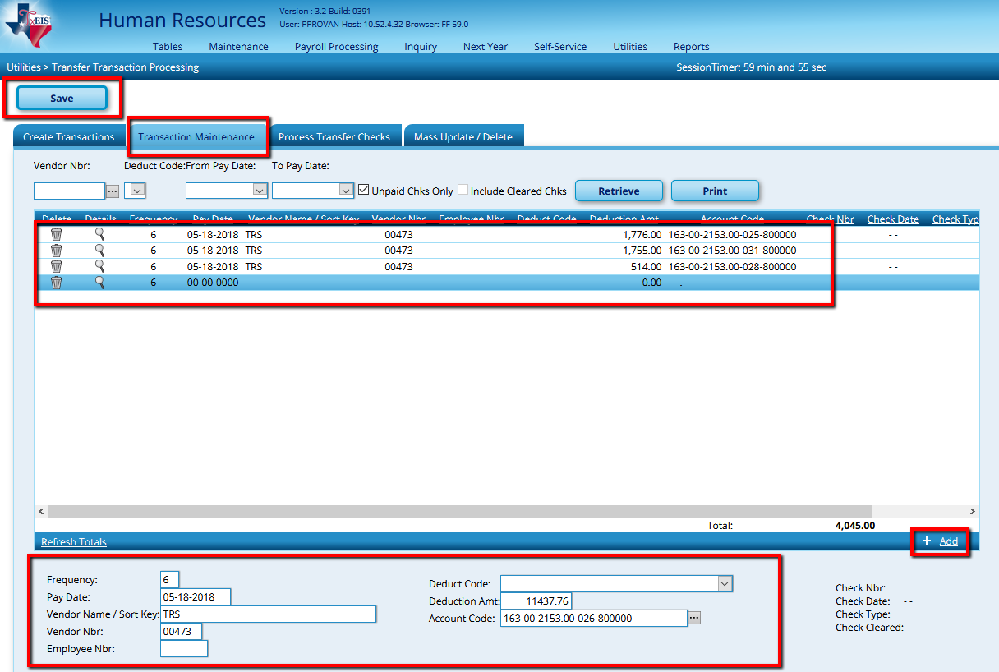 TxEIS
Human Resources
Version : 3.2 Build: 0391
User: PPROVAN Host: 10.52.4.32 Browser: FF 59.0
Tables Maintenance Payroll Processing Inquiry Next Year Self-Service Utilities Reports
Utilities > Transfer Transaction Processing SessionTimer: 59 min and 55 sec
Save
Create Transactions Transaction Maintenance Process Transfer Checks Mass Update / Delete
Vendor Nbr: Deduct Code: From Pay Date: To Pay Date:
... Unpaid Chks Only Include Cleared Chks Retrieve Print
Delete Details Frequency Pay Date Vendor Name / Sort Key Vendor Nbr Employee Nbr Deduct Code Deduction Amt Account Code Check Nbr Check Date Check Typ
6 05-18-2018 TRS 00473 1,776.00 163-00-2153.00-025-800000 - -
6 05-18-2018 TRS 00473 1,755.00 163-00-2153.00-031-800000 - -
6 05-18-2018 TRS 00473 514.00 163-00-2153.00-028-800000 - -
6 00-00-0000 0.00 - - . - - - -
Total: 4,045.00
Refresh Totals + Add
Frequency: 6
Pay Date: 05-18-2018
Vendor Name / Sort Key: TRS
Vendor Nbr: 00473
Employee Nbr:
Deduct Code:
Deduction Amt: 11437.76
Account Code: 163-00-2153.00-026-800000 ...
Check Nbr:
Check Date: - -
Check Type:
Check Cleared: